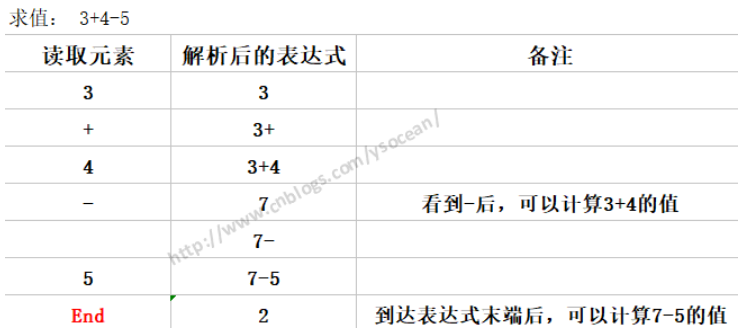 求值： 3+4-5
读取元素 解析后的表达式 备注
3 3
+ 3+
4 3+4
- 7 看到-后，可以计算3+4的值
7-
5 7-5
End 2 到达表达式末端后，可以计算7-5的值
http://www.cnblogs.com/ysocean/